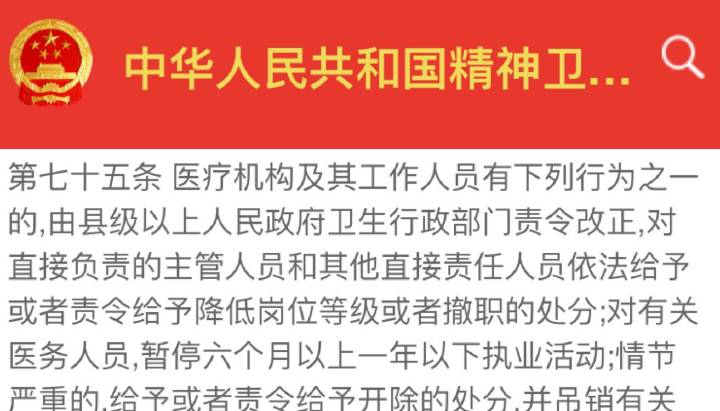 中华人民共和国精神卫...
第七十五条 医疗机构及其工作人员有下列行为之一
的,由县级以上人民政府卫生行政部门责令改正,对
直接负责的主管人员和其他直接责任人员依法给予
或者责令给予降低岗位等级或者撤职的处分;对有关
医务人员,暂停六个月以上一年以下执业活动;情节
严重的,给予或者责令给予开除的处分,并吊销有关